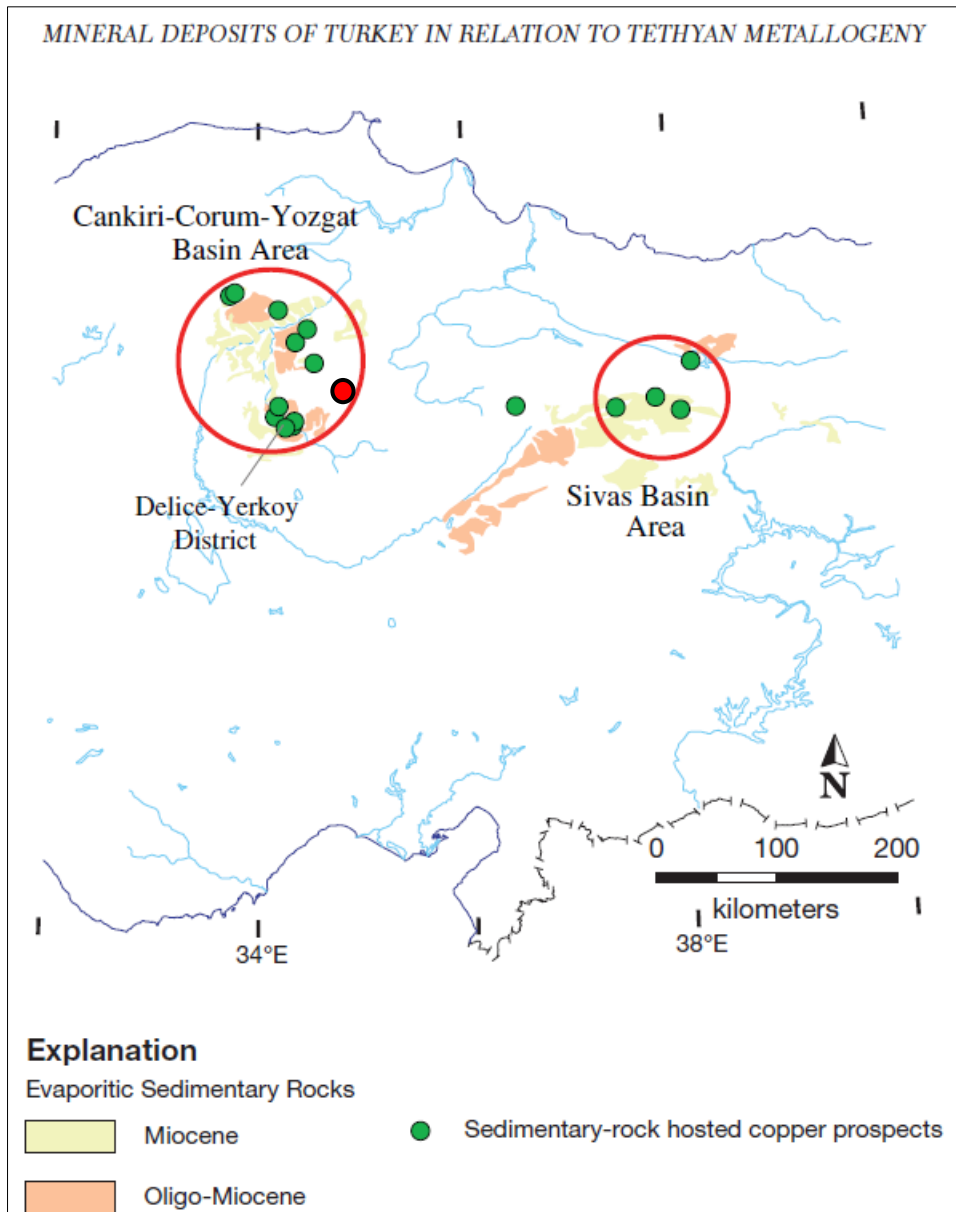 MINERAL DEPOSITS OF TURKEY IN RELATION TO TETHYAN METALLOGENY
Cankiri-Corum-Yozgat
Basin Area
Delice-Yerkoy
District
Sivas Basin
Area
N
0 100 200
kilometers
34°E
38°E
Explanation
Evaporitic Sedimentary Rocks
Miocene
Sedimentary-rock hosted copper prospects
Oligo-Miocene